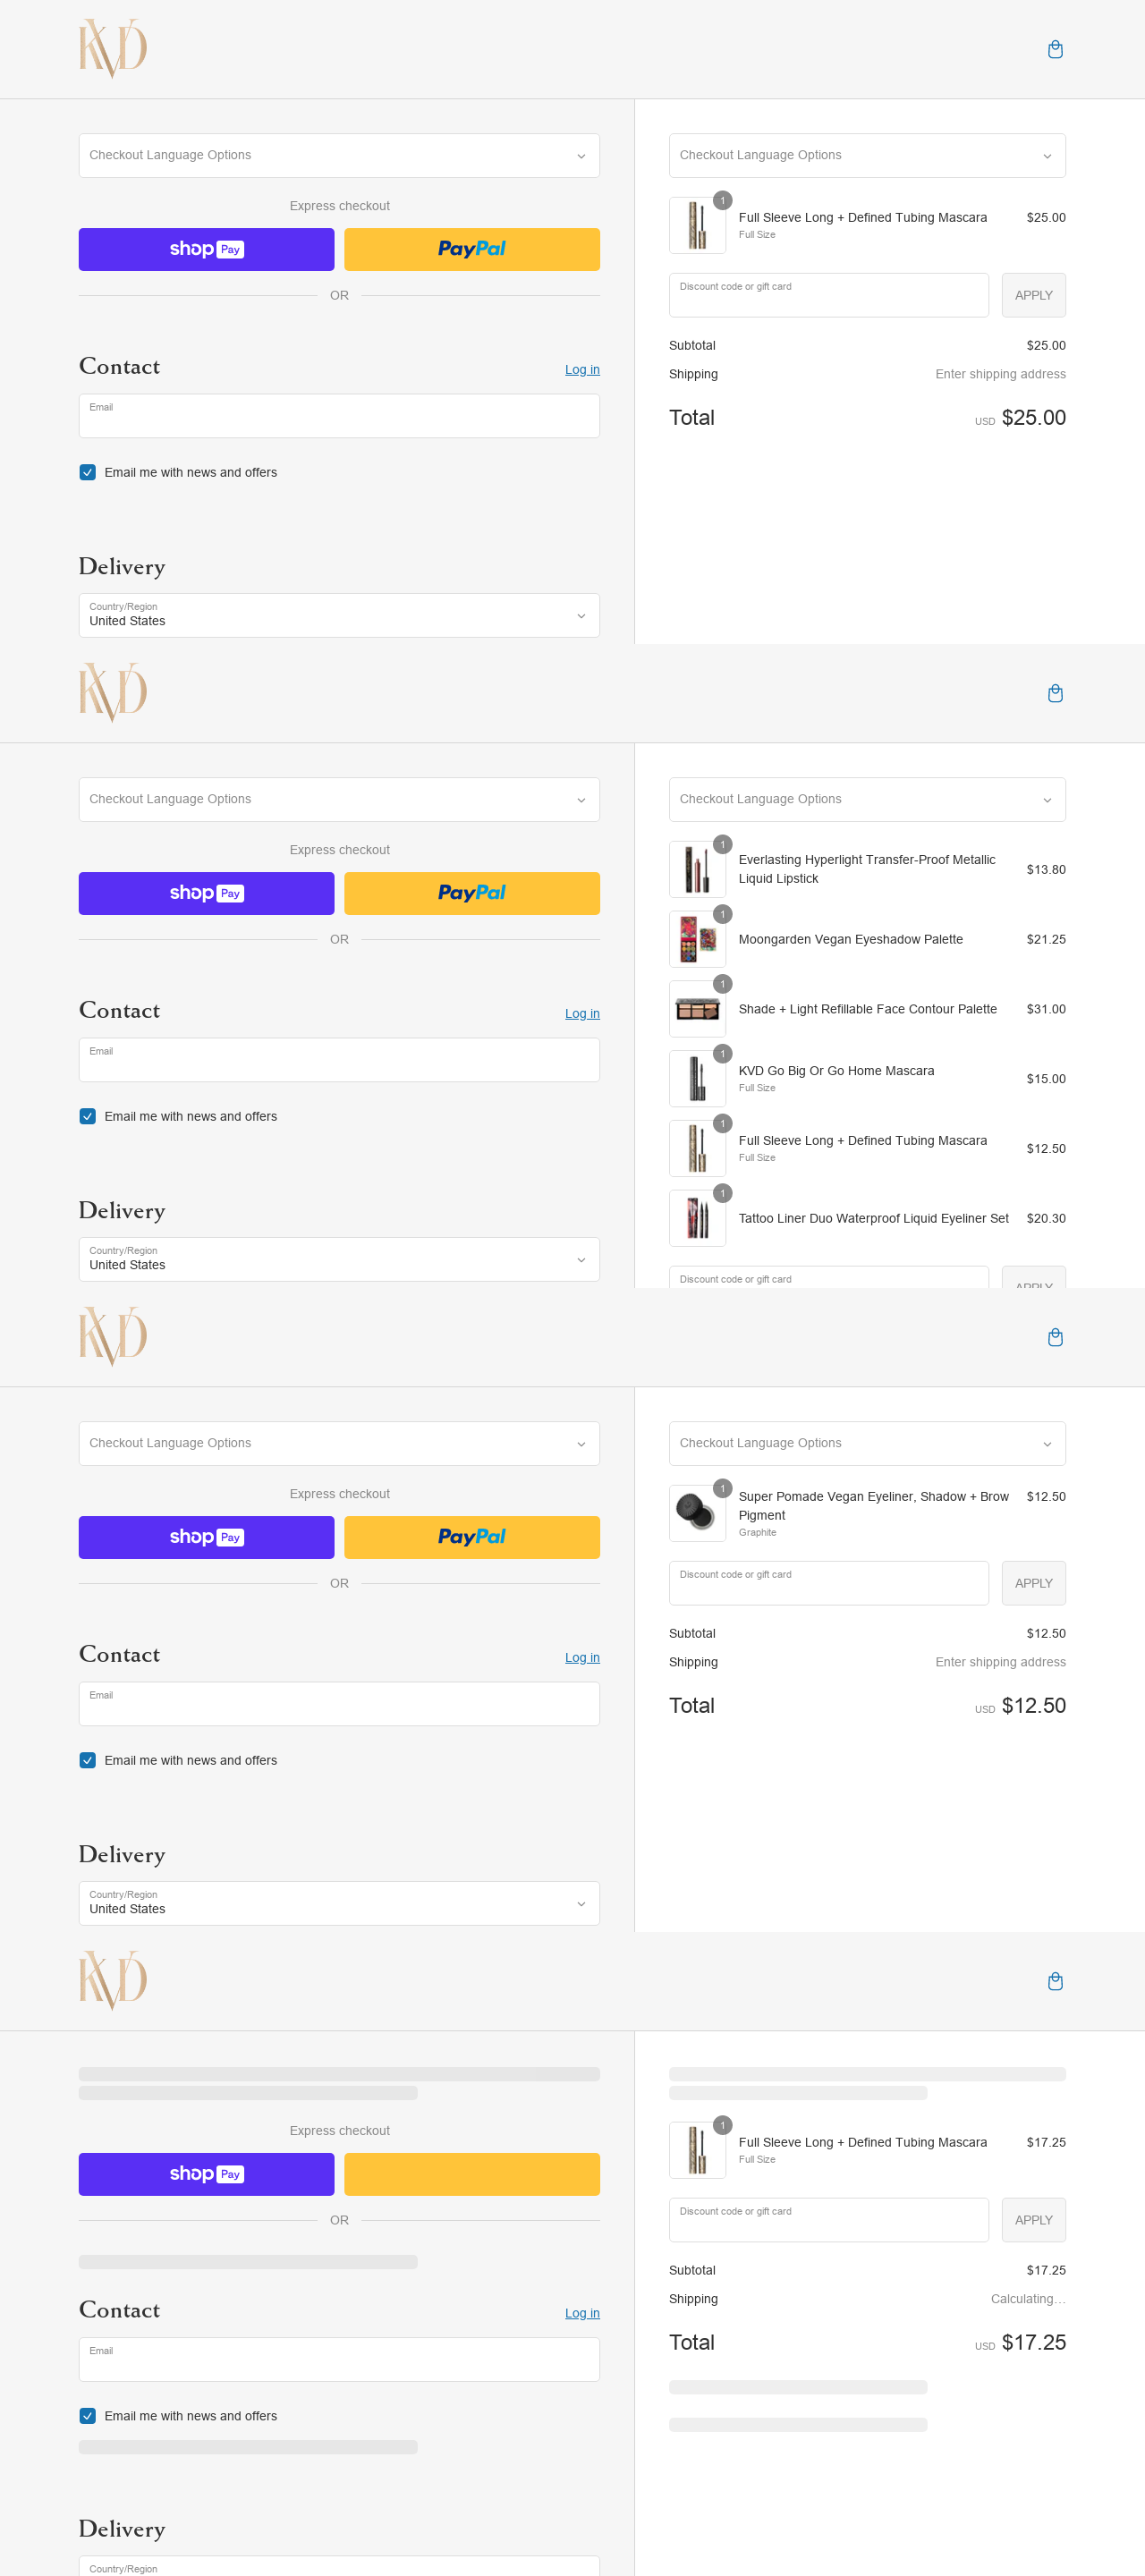 KVD
Checkout Language Options
Express checkout
shop Pay
PayPal
OR
Contact
Log in
Email
Email me with news and offers
Delivery
Country/Region
United States
Checkout Language Options
1
Full Sleeve Long + Defined Tubing Mascara
$25.00
Full Size
Discount code or gift card
APPLY
Subtotal
$25.00
Shipping
Enter shipping address
Total
USD $25.00
KVD
Checkout Language Options
Express checkout
shop Pay
PayPal
OR
Contact
Log in
Email
Email me with news and offers
Delivery
Country/Region
United States
Checkout Language Options
1
Everlasting Hyperlight Transfer-Proof Metallic
Liquid Lipstick
$13.80
1
Moongarden Vegan Eyeshadow Palette
$21.25
1
Shade + Light Refillable Face Contour Palette
$31.00
1
KVD Go Big Or Go Home Mascara
Full Size
$15.00
1
Full Sleeve Long + Defined Tubing Mascara
Full Size
$12.50
1
Tattoo Liner Duo Waterproof Liquid Eyeliner Set
$20.30
Discount code or gift card
APPLY
KVD
Checkout Language Options
Express checkout
shop Pay
PayPal
OR
Contact
Log in
Email
Email me with news and offers
Delivery
Country/Region
United States
Checkout Language Options
1
Super Pomade Vegan Eyeliner, Shadow + Brow
Pigment
$12.50
Graphite
Discount code or gift card
APPLY
Subtotal
$12.50
Shipping
Enter shipping address
Total
USD $12.50
KVD
Express checkout
shop Pay
OR
Contact
Log in
Email
Email me with news and offers
Delivery
Country/Region
1
Full Sleeve Long + Defined Tubing Mascara
$17.25
Full Size
Discount code or gift card
APPLY
Subtotal
$17.25
Shipping
Calculating...
Total
USD $17.25